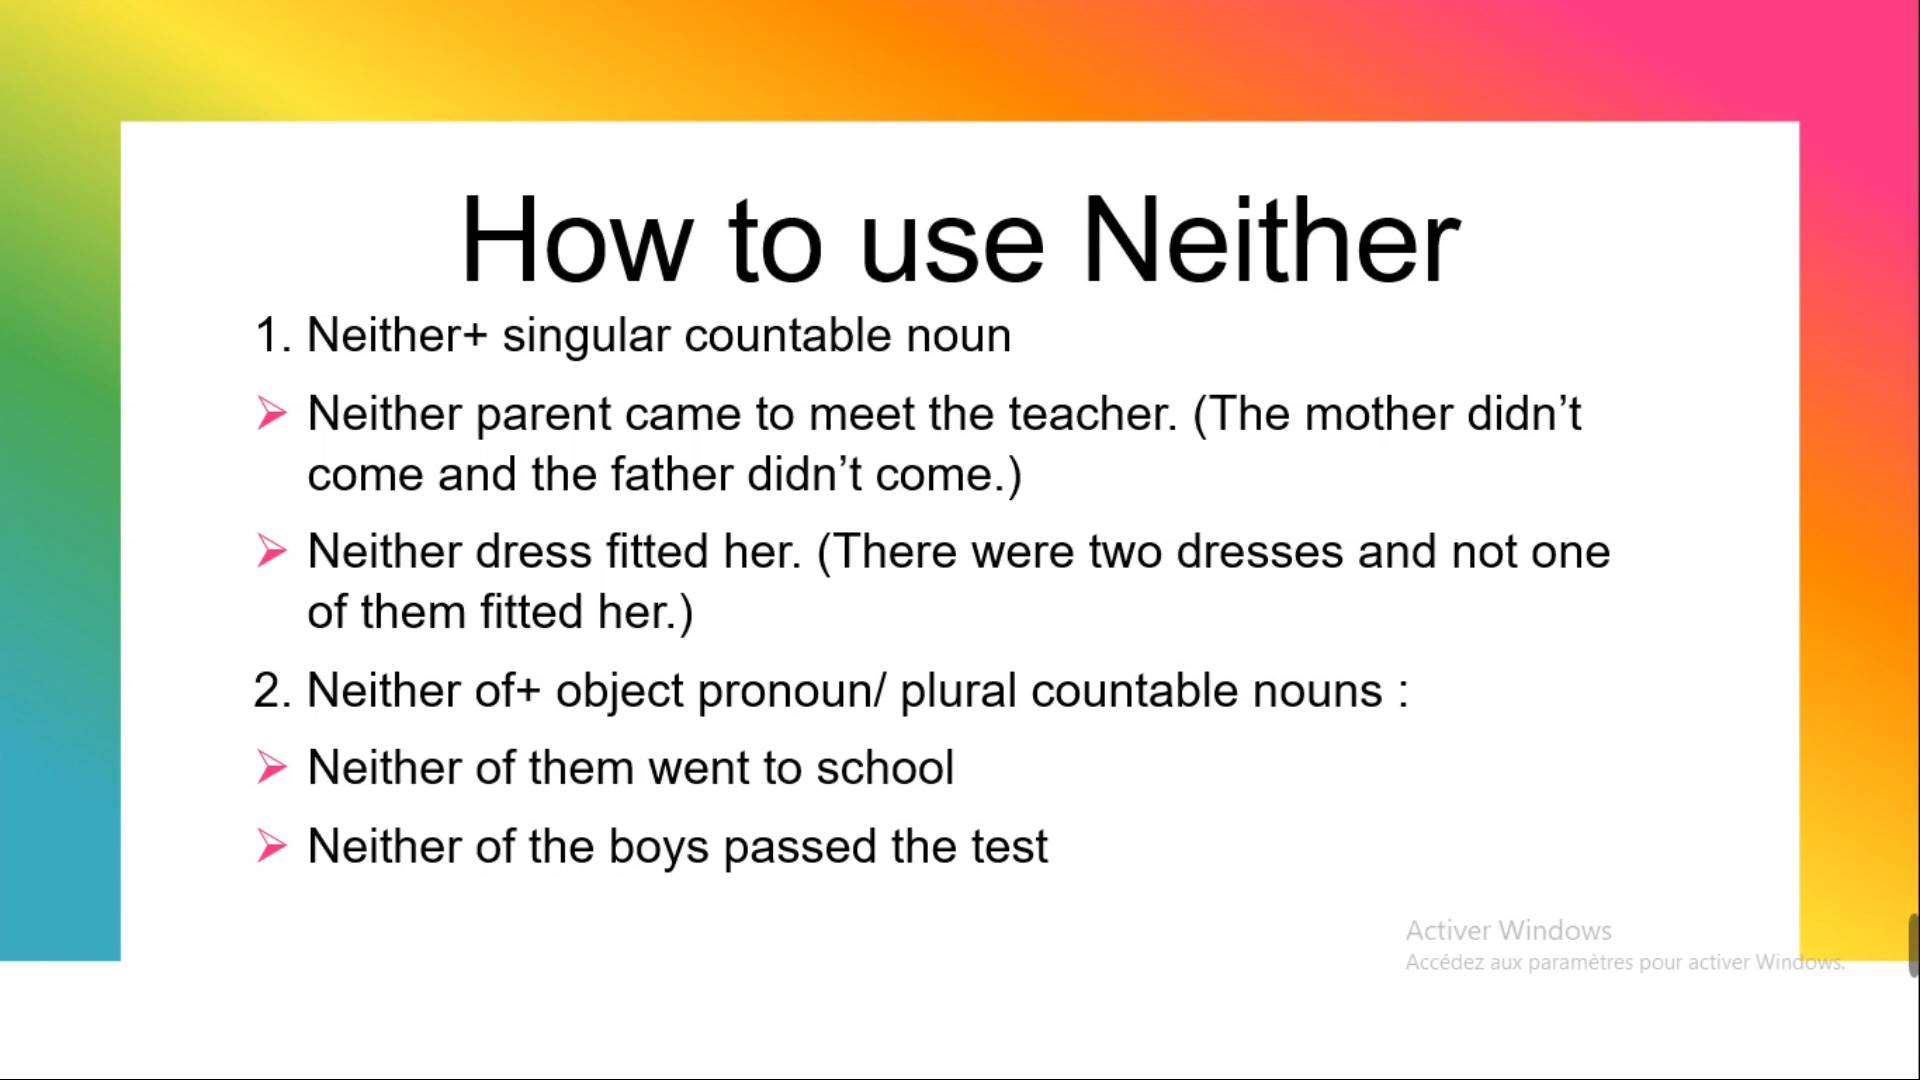 How to use Neither
1. Neither+ singular countable noun
➢ Neither parent came to meet the teacher. (The mother didn’t
come and the father didn’t come.)
➢ Neither dress fitted her. (There were two dresses and not one
of them fitted her.)
2. Neither of+ object pronoun/ plural countable nouns :
➢ Neither of them went to school
➢ Neither of the boys passed the test
Activer Windows
Accédez aux paramètres pour activer Windows.